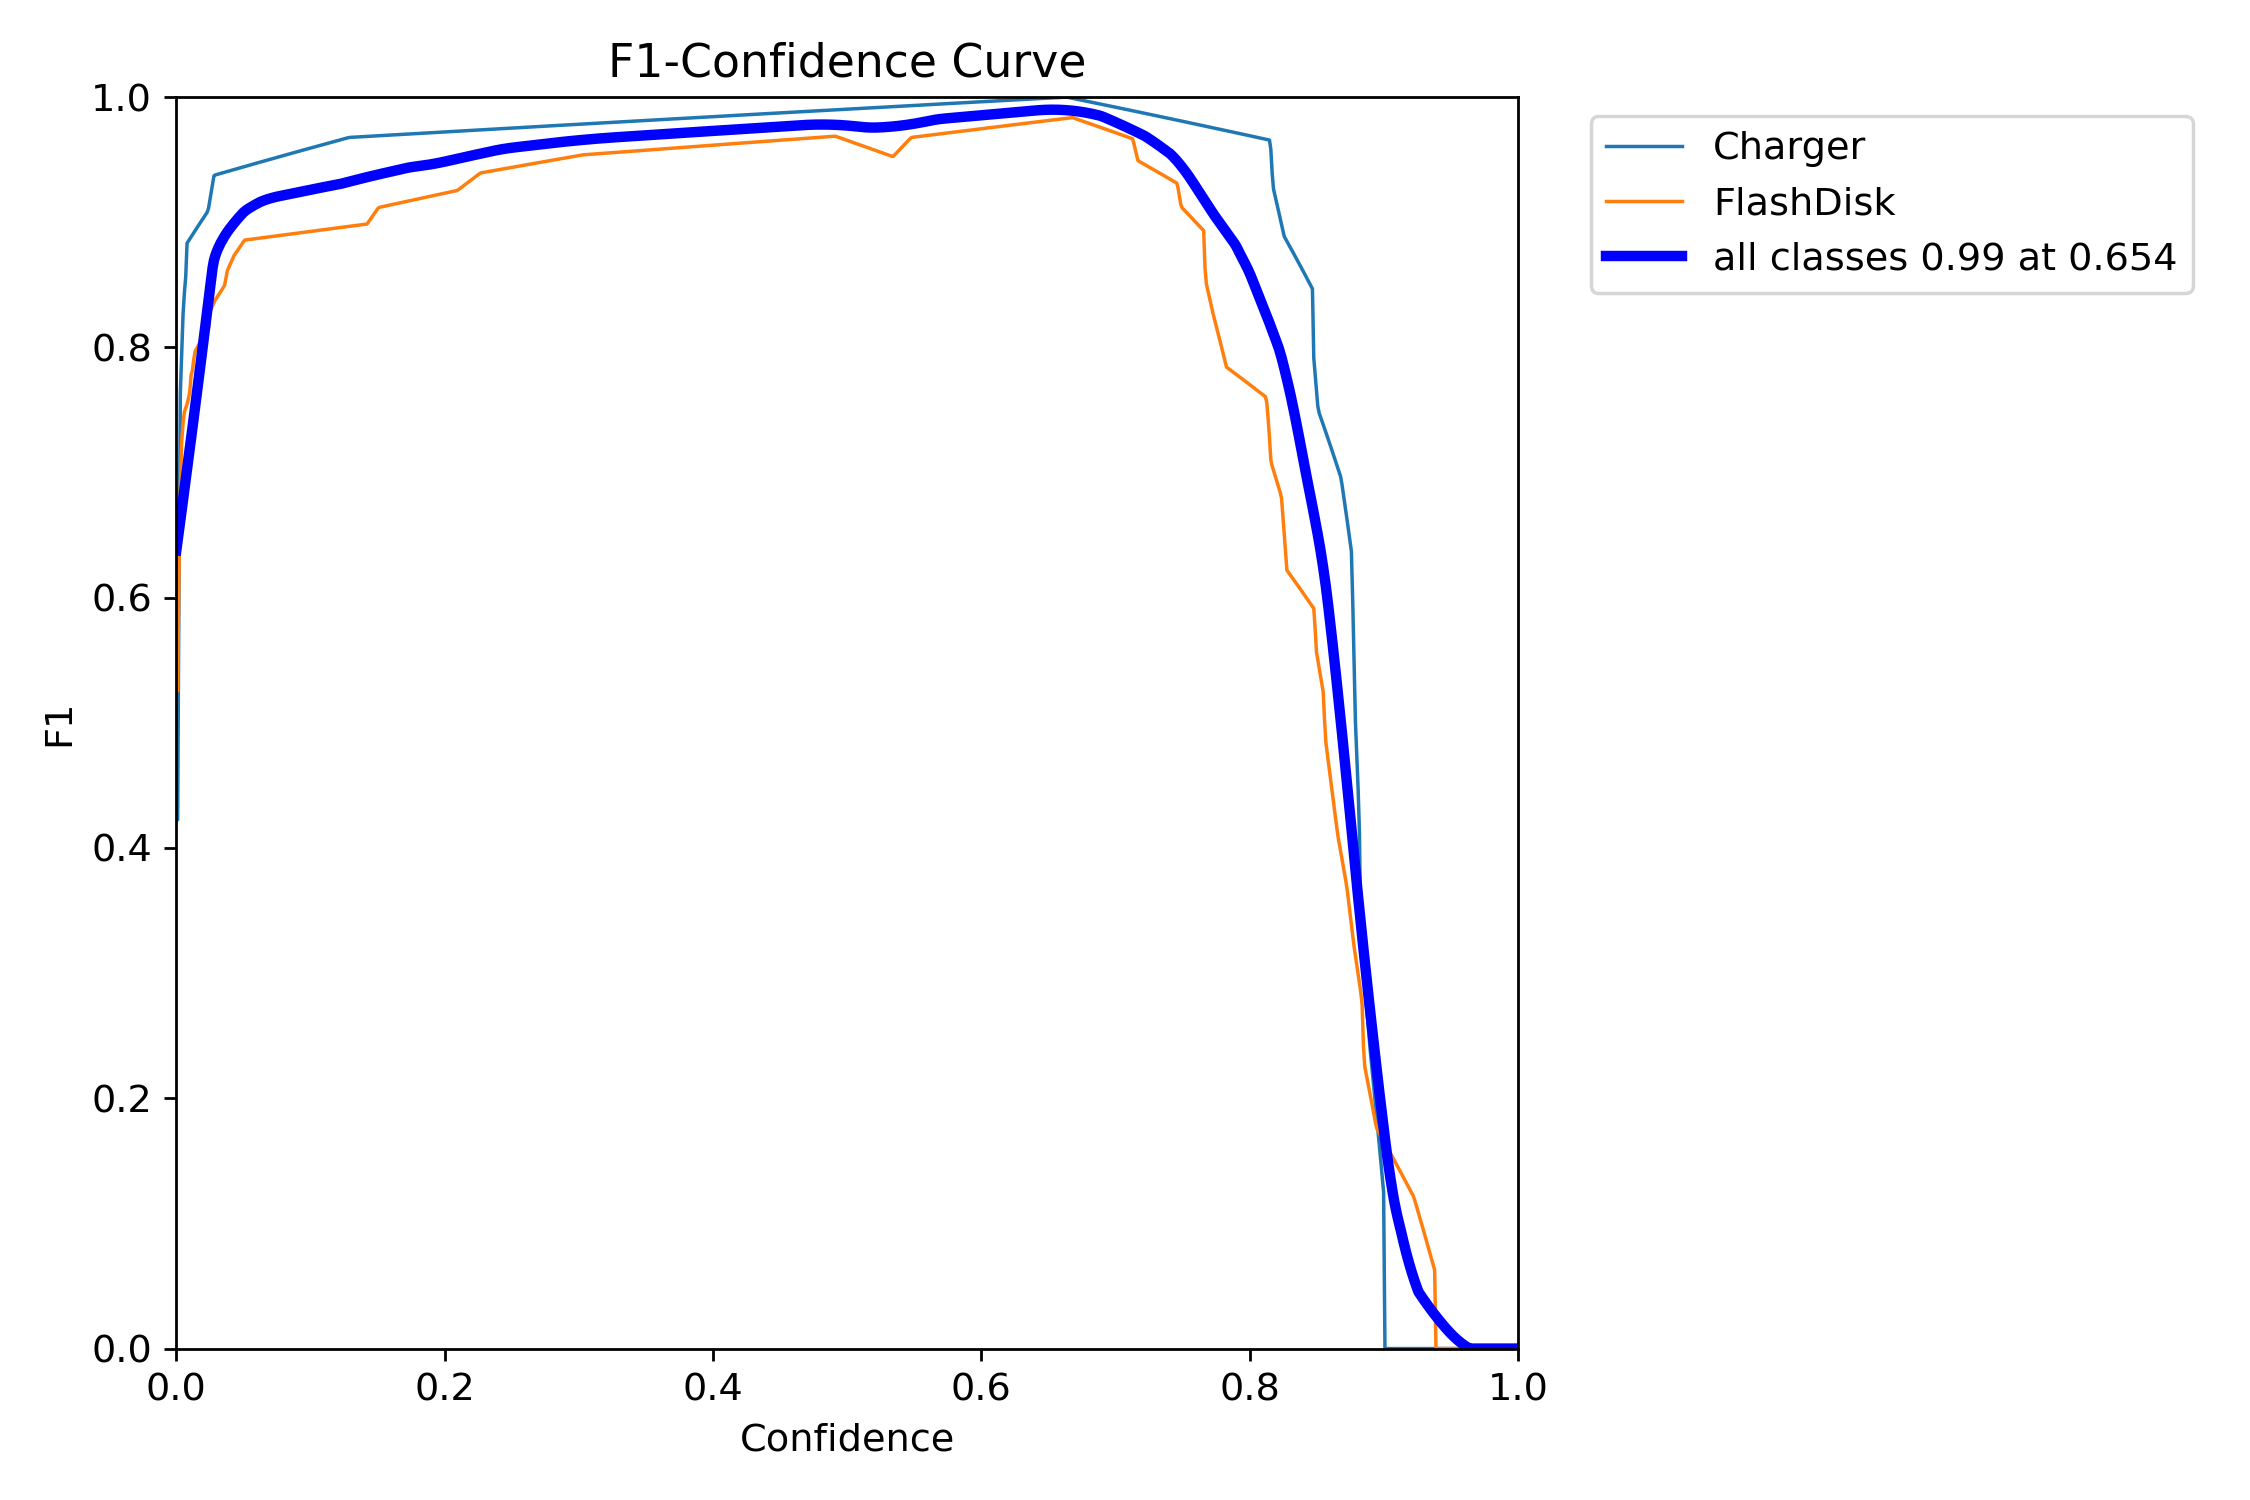 F1-Confidence Curve
1.0
0.8
0.6
0.4
0.2
0.0
F1
0.0 0.2 0.4 0.6 0.8 1.0
Confidence
Charger
FlashDisk
all classes 0.99 at 0.654